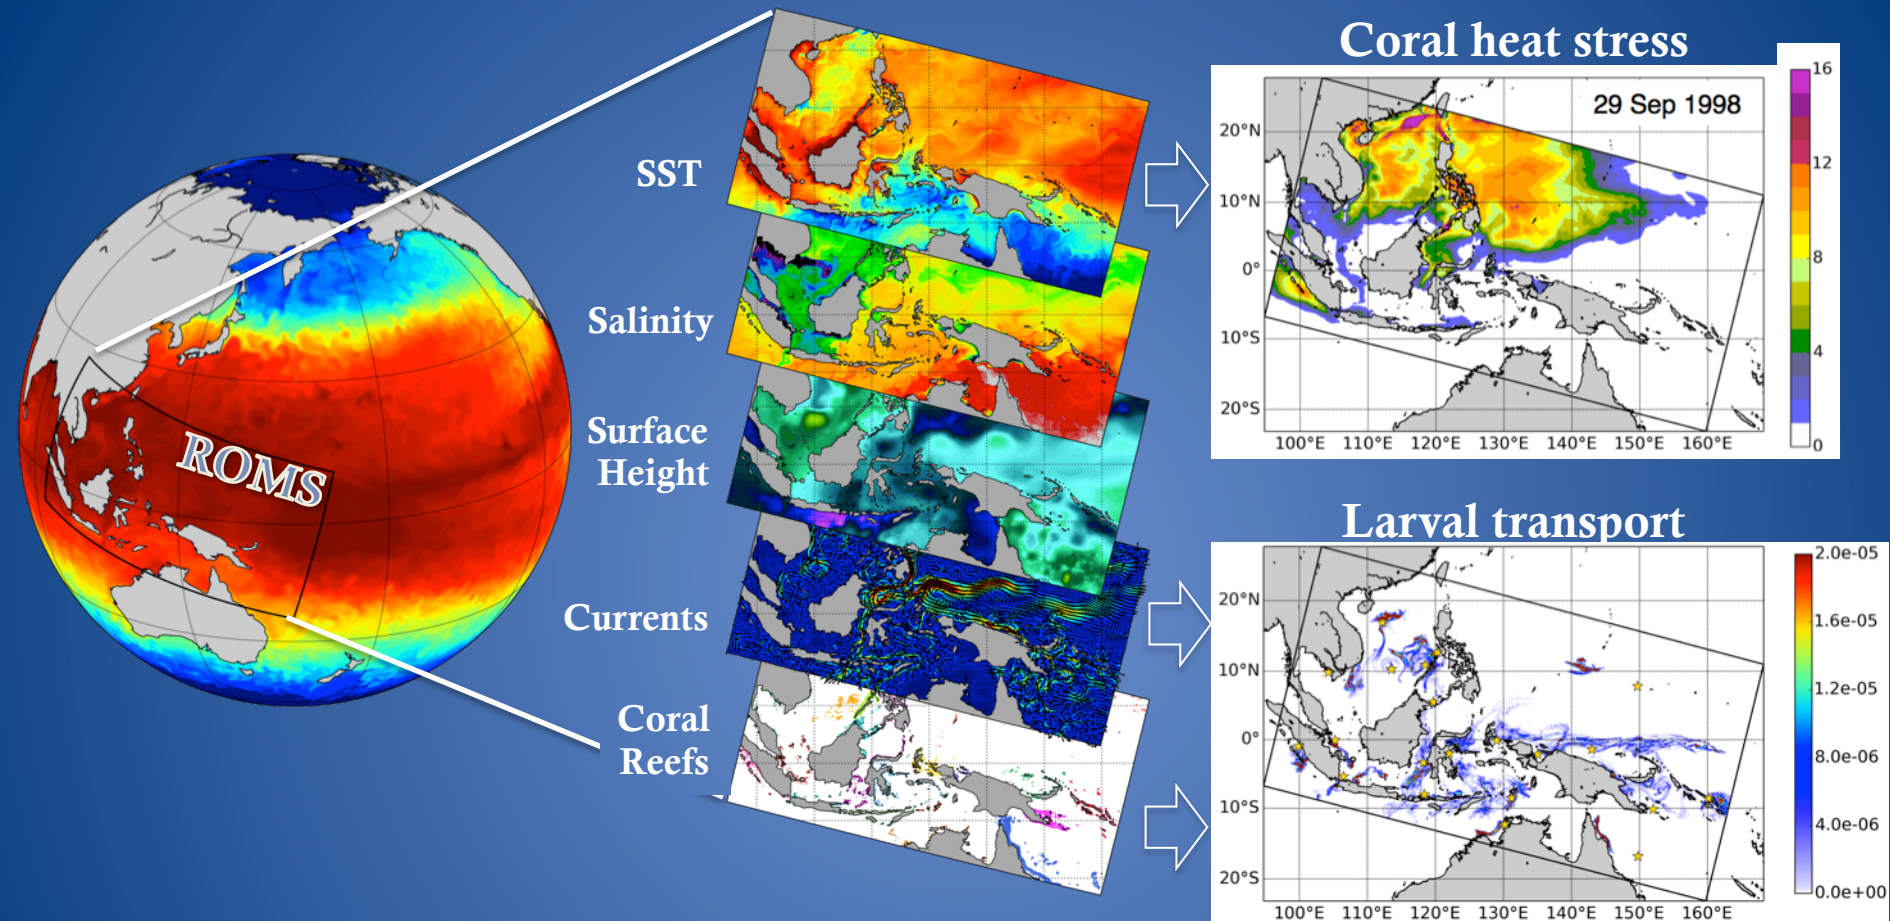 ROMS
SST
Salinity
Surface
Height
Currents
Coral
Reefs
Coral heat stress
29 Sep 1998
20°N
10°N
0°
10°S
20°S
100°E 110°E 120°E 130°E 140°E 150°E 160°E
16
12
8
4
0
Larval transport
20°N
10°N
0°
10°S
20°S
100°E 110°E 120°E 130°E 140°E 150°E 160°E
2.0e-05
1.6e-05
1.2e-05
8.0e-06
4.0e-06
0.0e+00